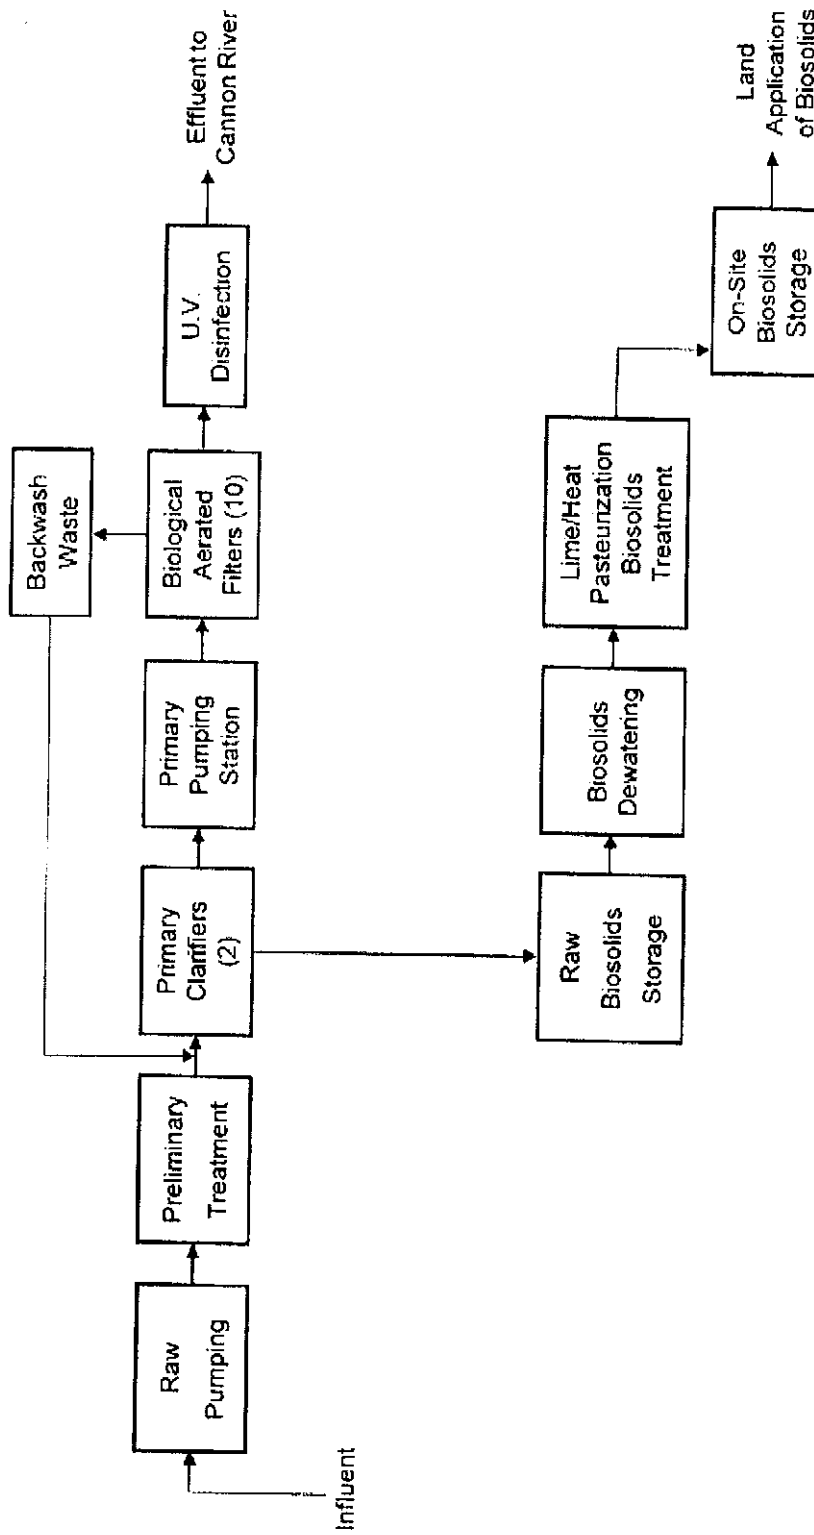 Influent
Raw
Pumping
Preliminary
Treatment
Primary
Clarifiers
(2)
Primary
Pumping
Station
Biological
Aerated
Filters (10)
Backwash
Waste
U.V.
Disinfection
Effluent to
Cannon River
Raw
Biosolids
Storage
Biosolids
Dewatering
Lime/Heat
Pasteurization
Biosolids
Treatment
On-Site
Biosolids
Storage
Land
Application
of Biosolids